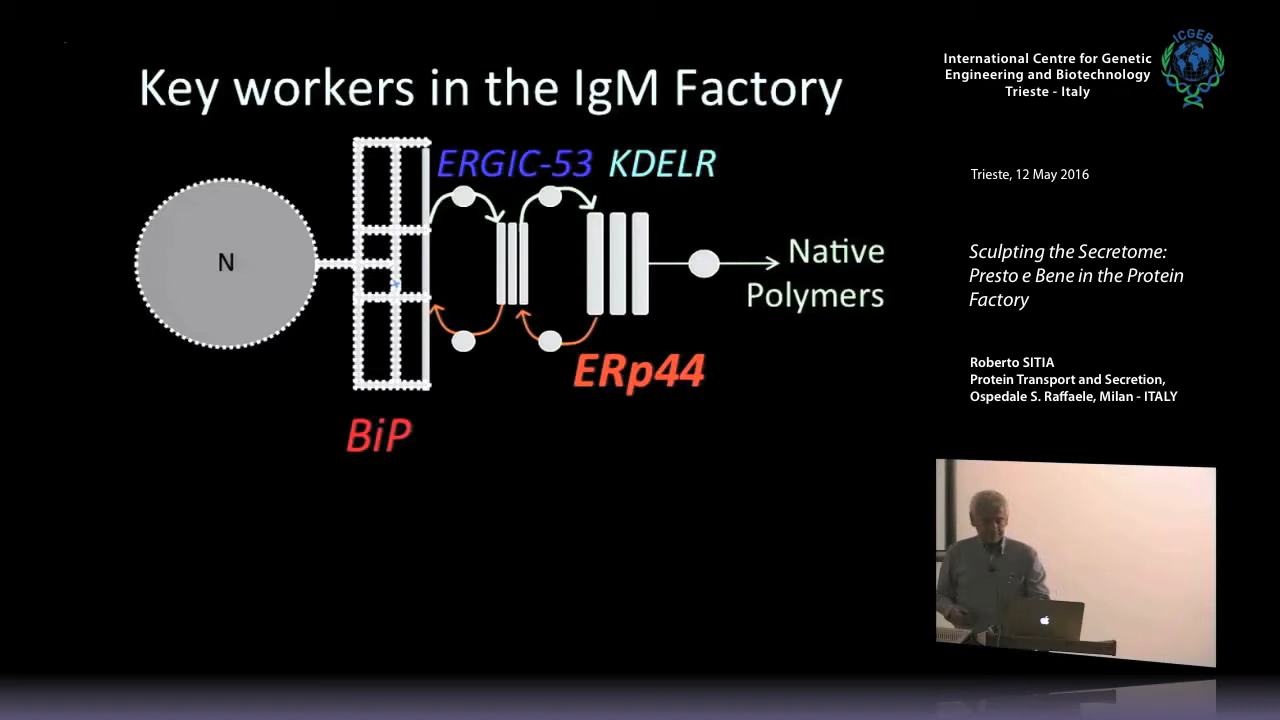 Key workers in the IgM Factory
ERGIC-53 KDELR
N
Native
Polymers
ERp44
BiP
ICGEB
International Centre for Genetic
Engineering and Biotechnology
Trieste - Italy
Trieste, 12 May 2016
Sculpting the Secretome:
Presto e Bene in the Protein
Factory
Roberto SITIA
Protein Transport and Secretion,
Ospedale S. Raffaele, Milan - ITALY